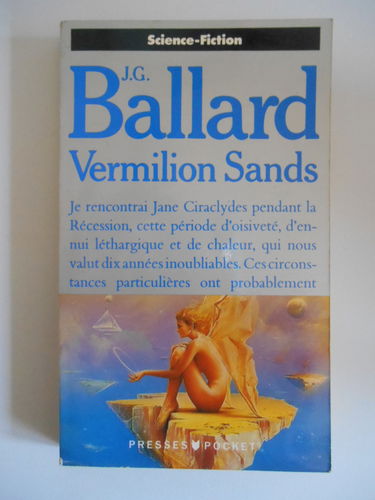 Science-Fiction
J.G.
Ballard
Vermilion Sands
Je rencontrai Jane Ciraclydes pendant la
Récession, cette période d'oisiveté, d'en-
nui léthargique et de chaleur, qui nous
valut dix années inoubliables. Ces circons-
tances particulières ont probablement
PRESSES POCKET